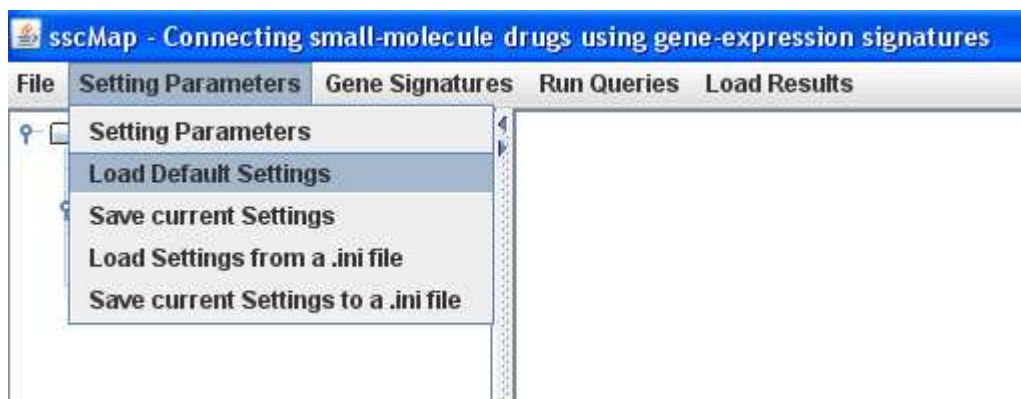 sscMap - Connecting small-molecule drugs using gene-expression signatures
File Setting Parameters Gene Signatures Run Queries Load Results
Setting Parameters
Load Default Settings
Save current Settings
Load Settings from a .ini file
Save current Settings to a .ini file